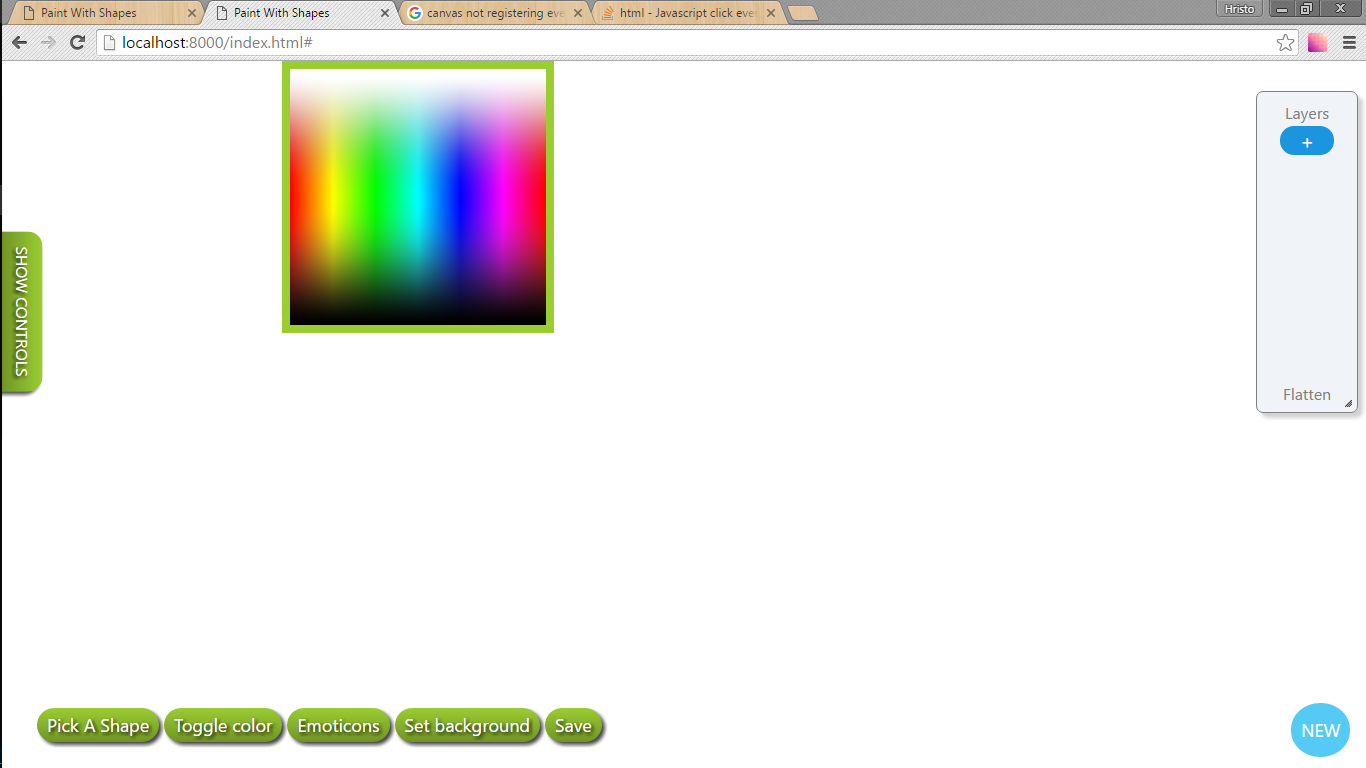 Paint With Shapes
Paint With Shapes
canvas not registering eve
html - Javascript click even
Hristo
localhost:8000/index.html#
Layers
+
SHOW CONTROLS
Flatten
Pick A Shape
Toggle color
Emoticons
Set background
Save
NEW